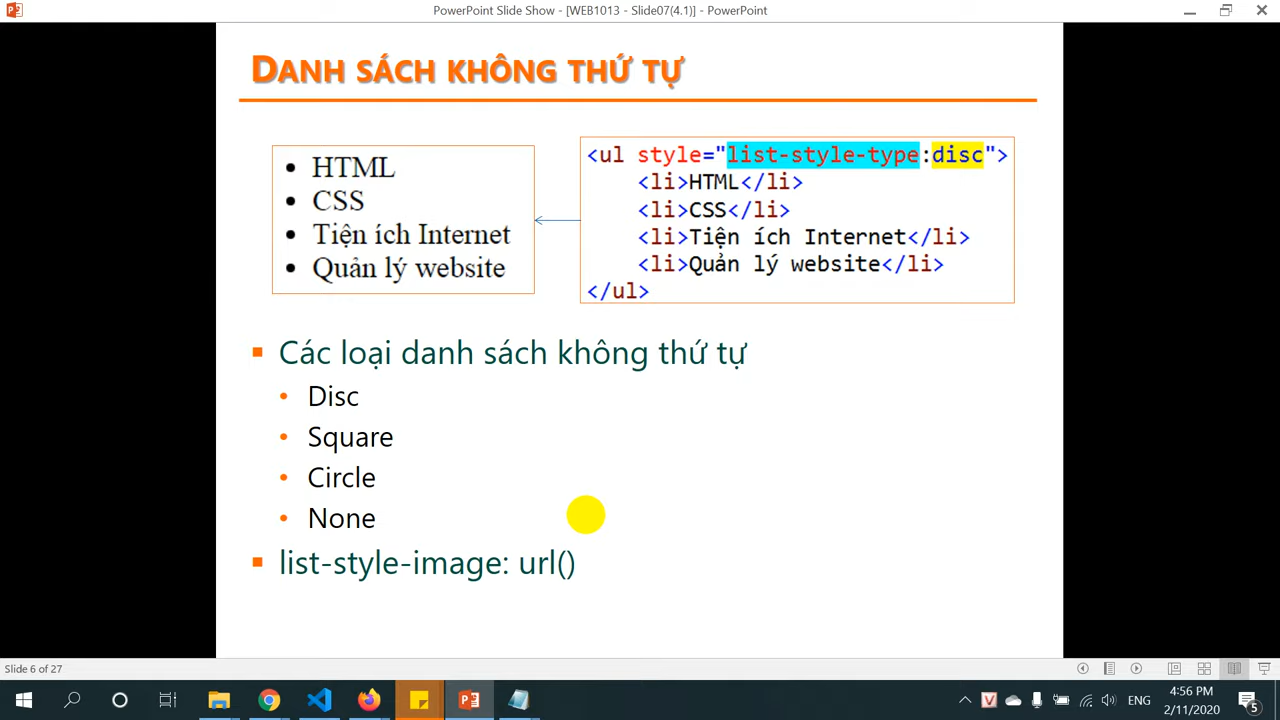 PowerPoint Slide Show - [WEB1013 - Slide07(4.1)] - PowerPoint
DANH SÁCH KHÔNG THỨ TỰ
• HTML
• CSS
• Tiện ích Internet
• Quản lý website
<ul style="list-style-type:disc">
<li>HTML</li>
<li>CSS</li>
<li>Tiện ích Internet</li>
<li>Quản lý website</li>
</ul>
▪ Các loại danh sách không thứ tự
• Disc
• Square
• Circle
• None
▪ list-style-image: url()
Slide 6 of 27
ENG
4:56 PM
2/11/2020
5